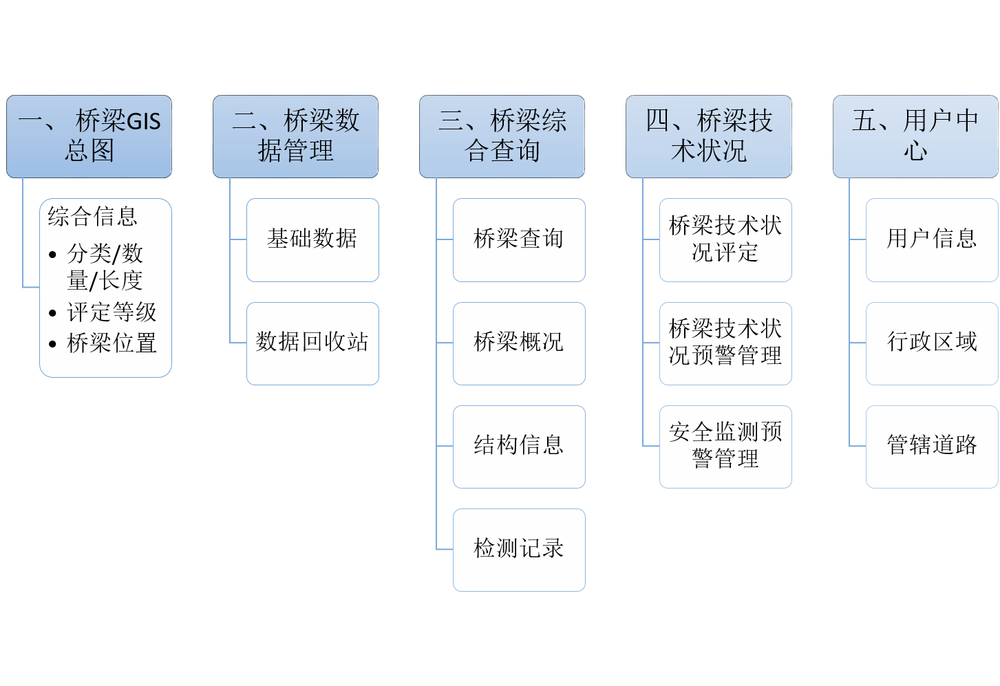 一、 桥梁GIS
总图
综合信息
• 分类/数
量/长度
• 评定等级
• 桥梁位置
二、桥梁数
据管理
基础数据
数据回收站
三、桥梁综
合查询
桥梁查询
桥梁概况
结构信息
检测记录
四、桥梁技
术状况
桥梁技术状
况评定
桥梁技术状
况预警管理
安全监测预
警管理
五、用户中
心
用户信息
行政区域
管辖道路